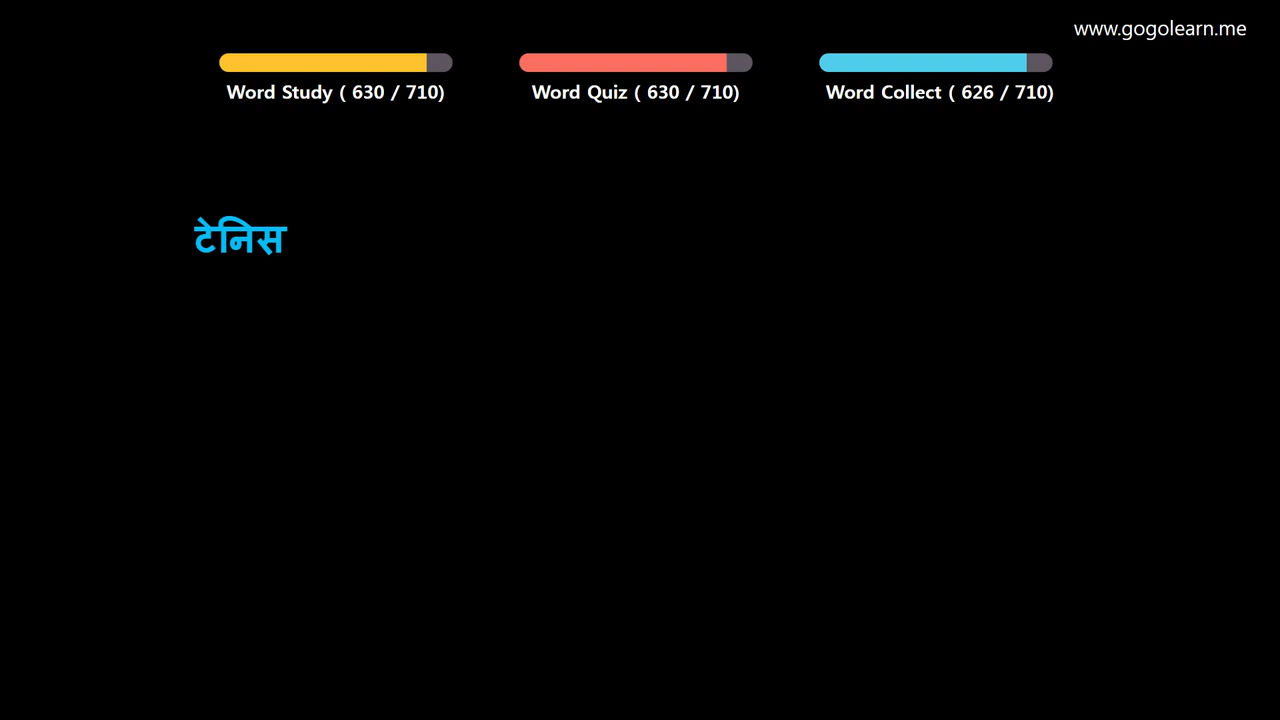 www.gogolearn.me
Word Study ( 630 / 710)
Word Quiz ( 630 / 710)
Word Collect ( 626 / 710)
टेनिस